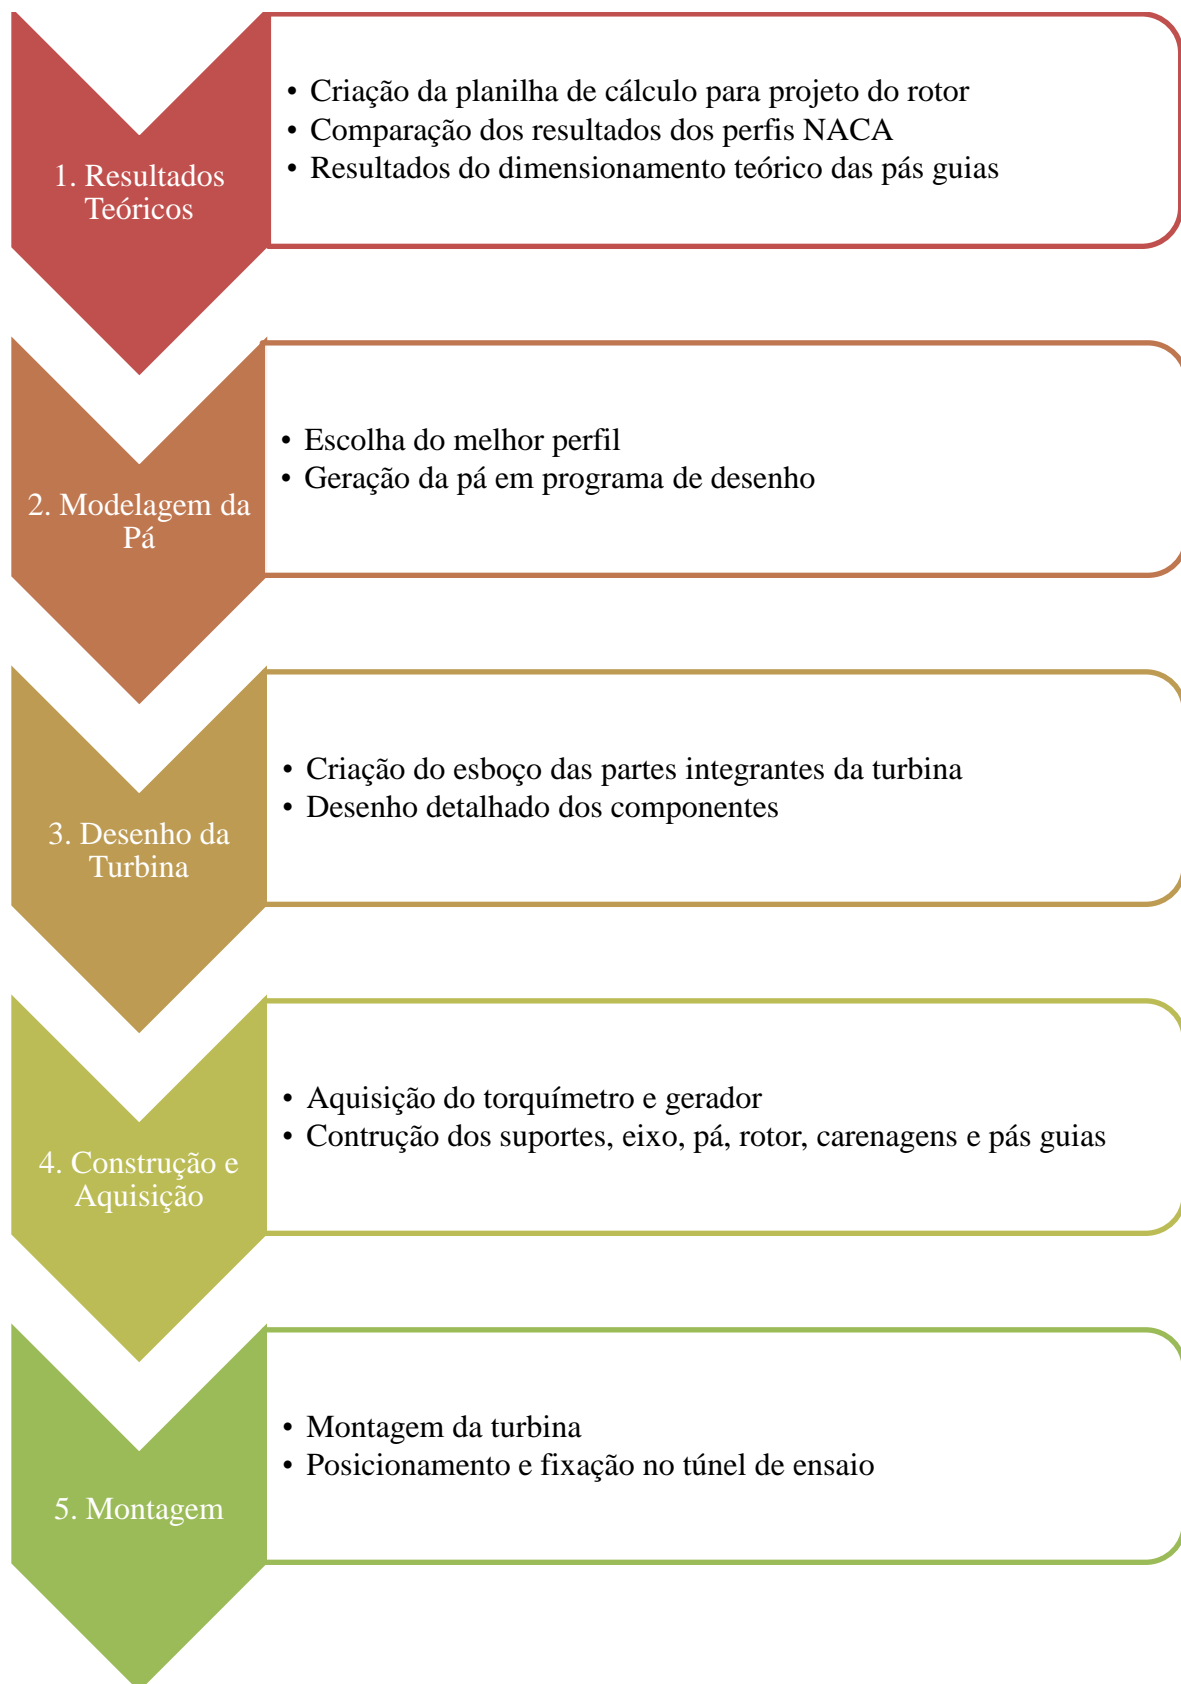 1. Resultados
Teóricos
• Criação da planilha de cálculo para projeto do rotor
• Comparação dos resultados dos perfis NACA
• Resultados do dimensionamento teórico das pás guias
2. Modelagem da
Pá
• Escolha do melhor perfil
• Geração da pá em programa de desenho
3. Desenho da
Turbina
• Criação do esboço das partes integrantes da turbina
• Desenho detalhado dos componentes
4. Construção e
Aquisição
• Aquisição do torquímetro e gerador
• Contrução dos suportes, eixo, pá, rotor, carenagens e pás guias
5. Montagem
• Montagem da turbina
• Posicionamento e fixação no túnel de ensaio